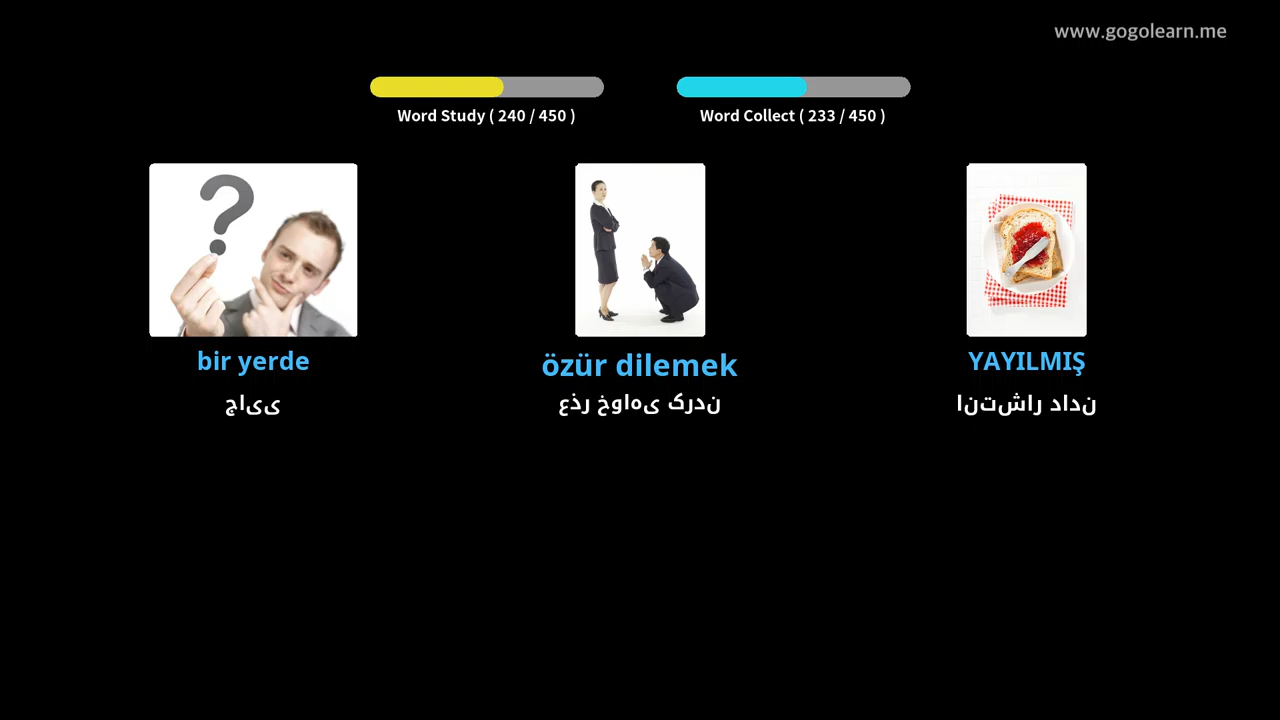 www.gogolearn.me
Word Study ( 240 / 450 )
Word Collect ( 233 / 450 )
bir yerde
جایی
özür dilemek
عذر خواهی کردن
YAYILMIŞ
انتشار دادن